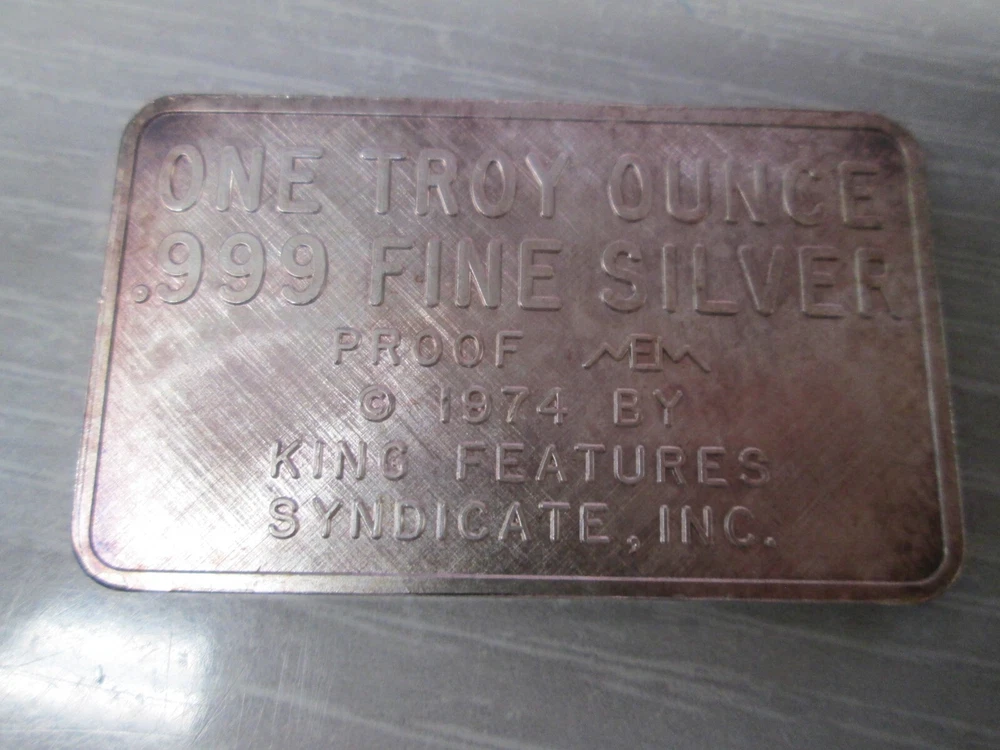 ONE TROY OUNCE
.999 FINE SILVER
PROOF MEM
© 1974 BY
KING FEATURES
SYNDICATE, INC.